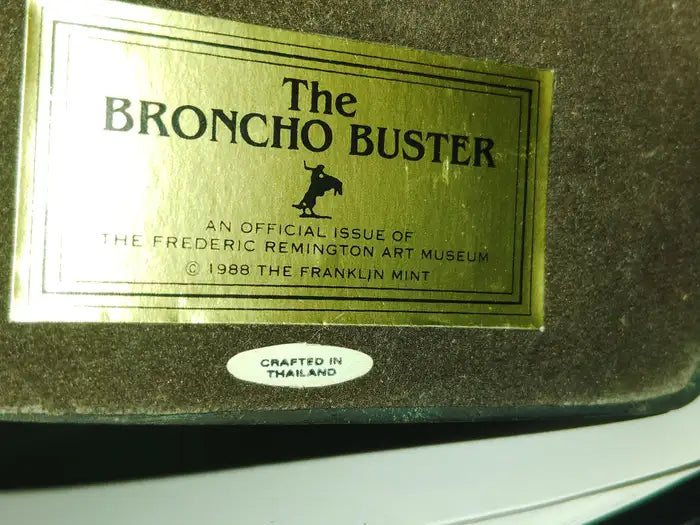 The
BRONCHO BUSTER
AN OFFICIAL ISSUE OF
THE FREDERIC REMINGTON ART MUSEUM
© 1988 THE FRANKLIN MINT
CRAFTED IN
THAILAND